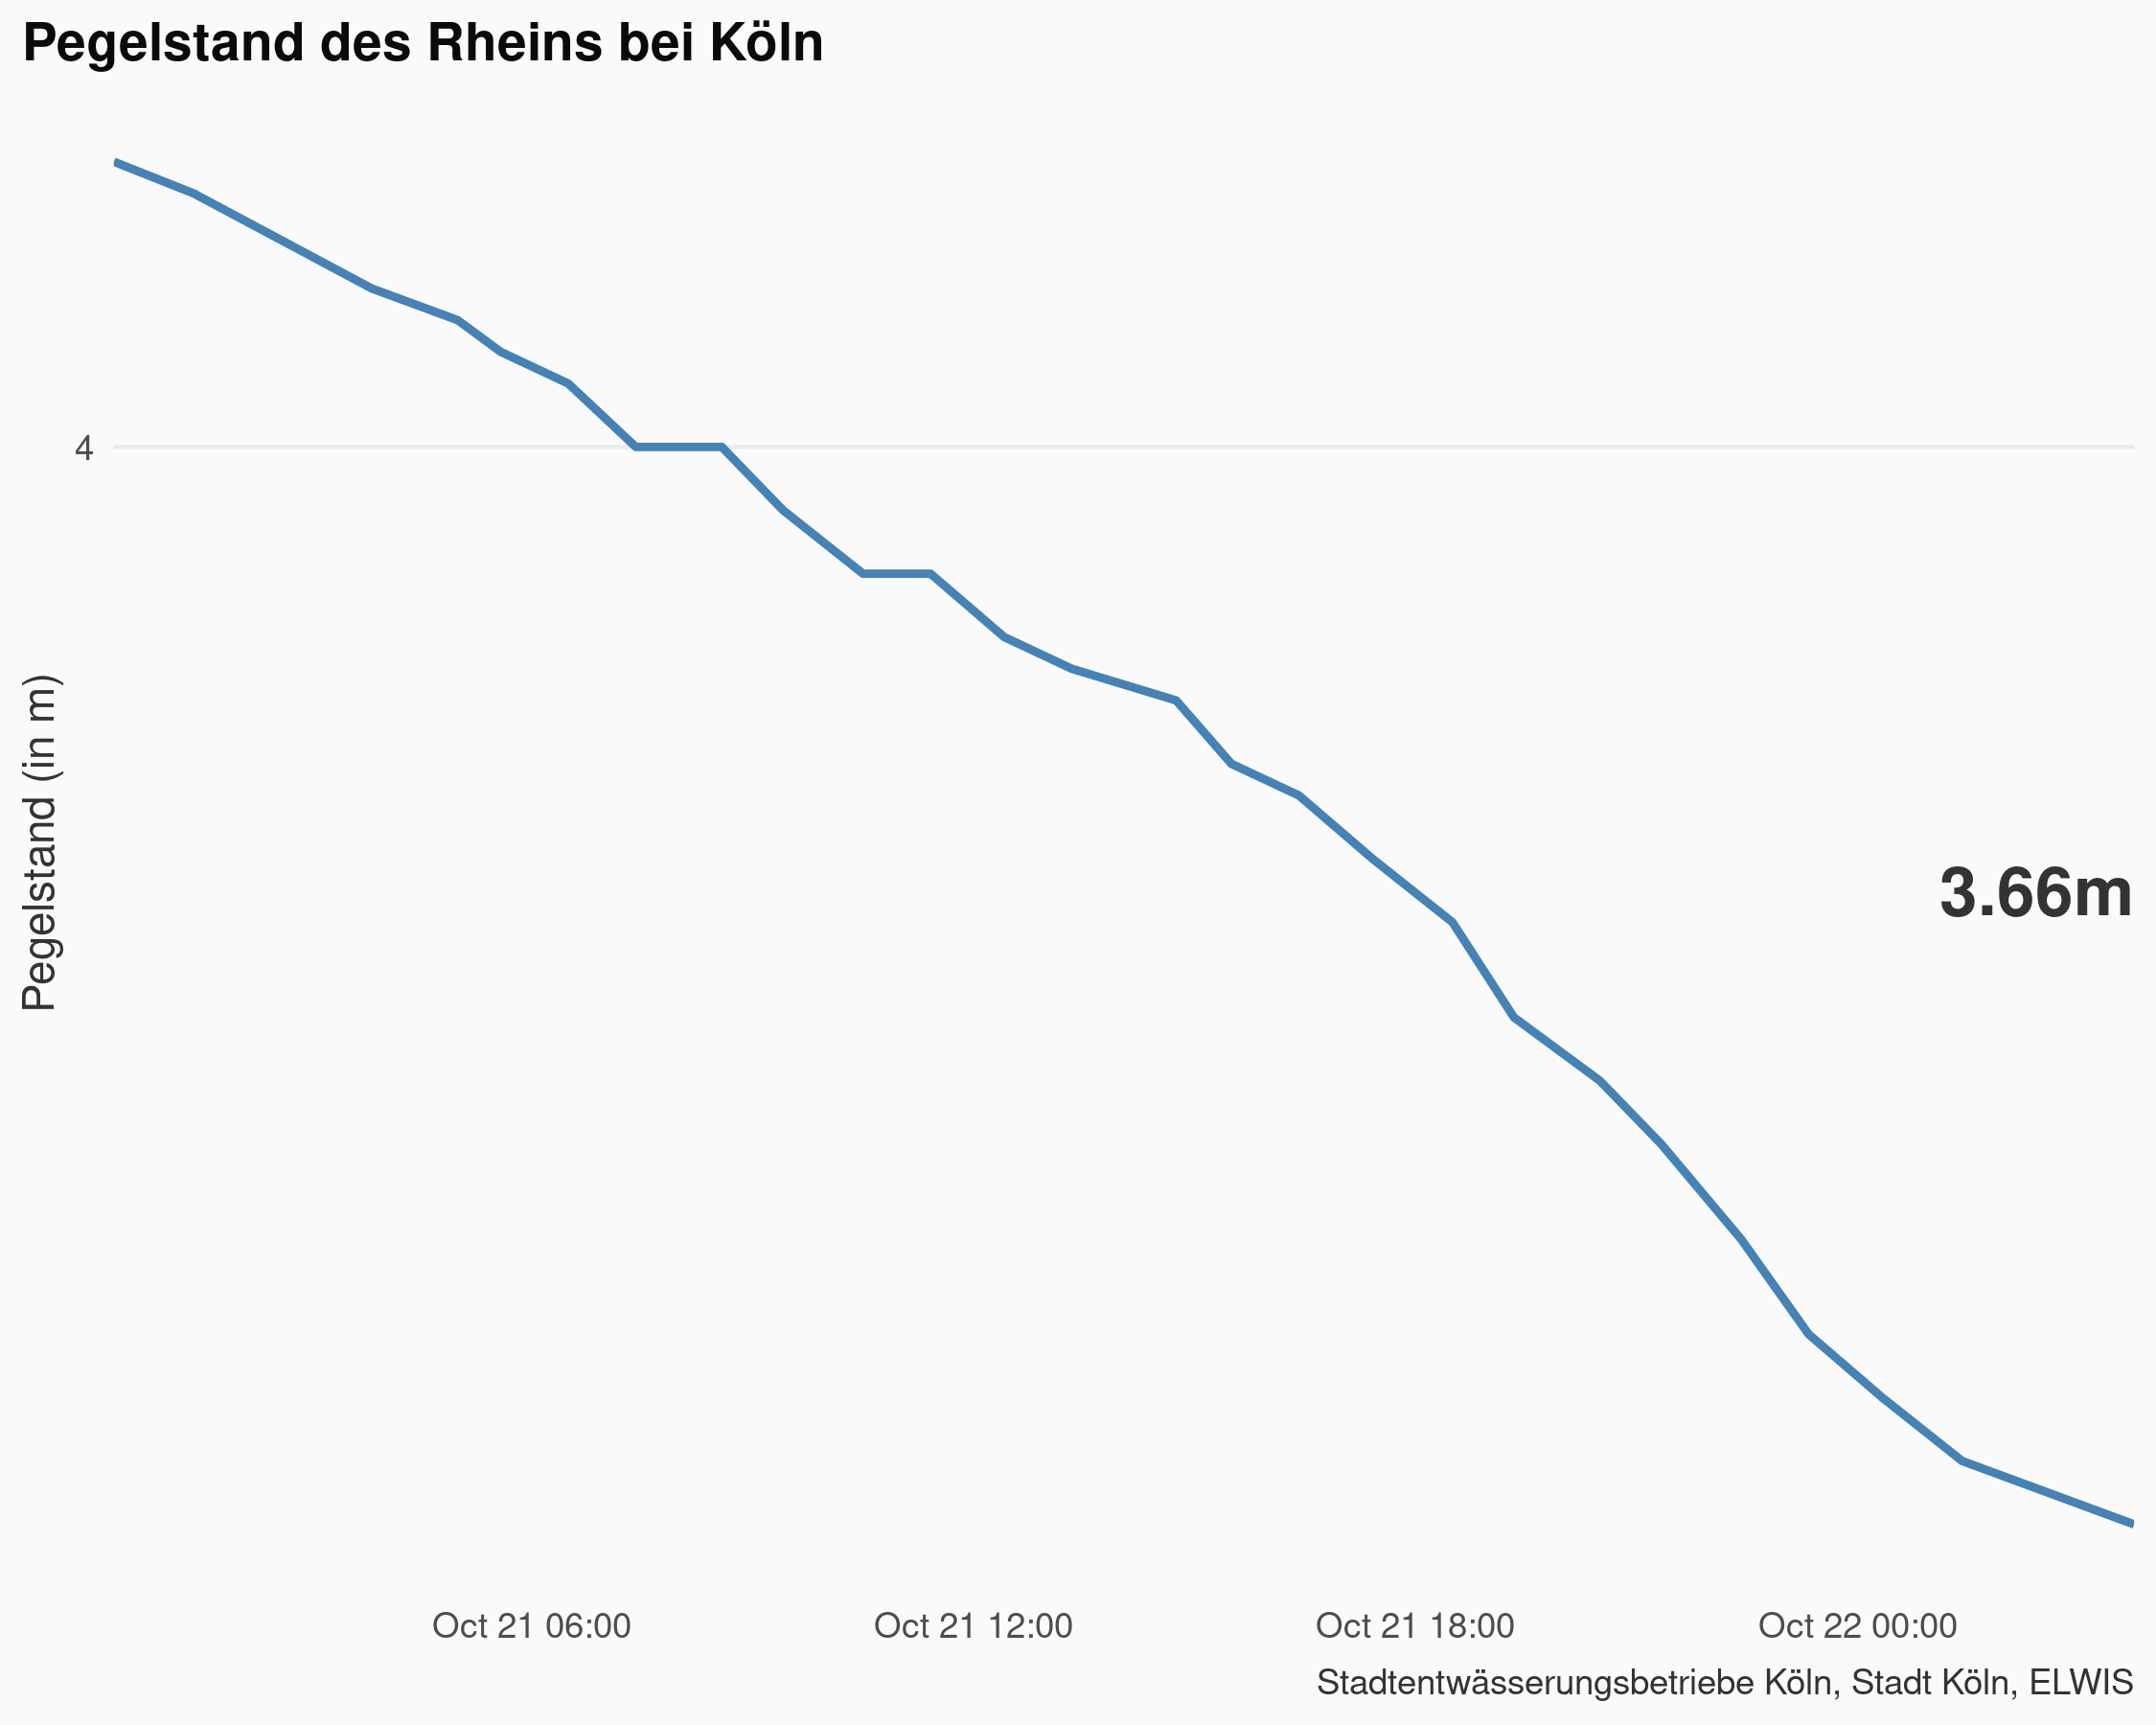 Pegelstand des Rheins bei Köln
4
Pegelstand (in m)
3.66m
Oct 21 06:00
Oct 21 12:00
Oct 21 18:00
Oct 22 00:00
Stadtentwässerungsbetriebe Köln, Stadt Köln, ELWIS